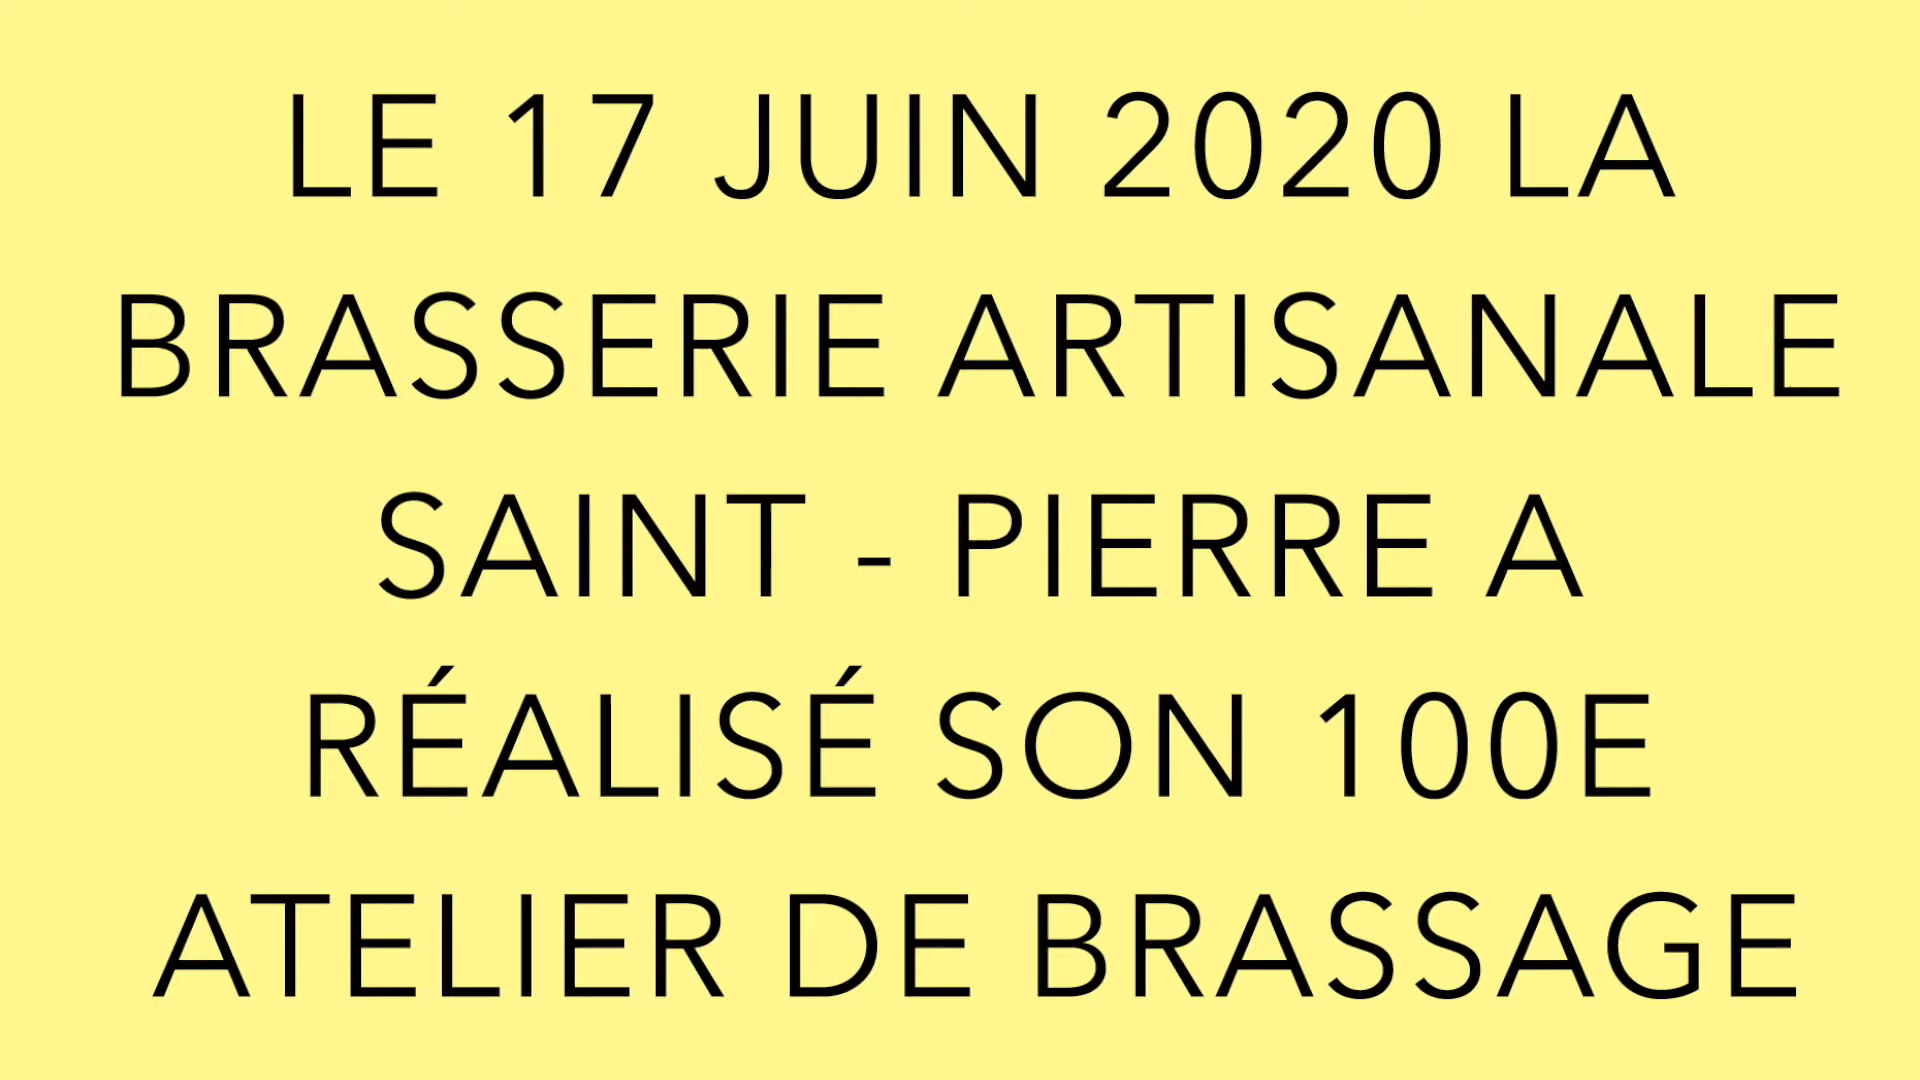 LE 17 JUIN 2020 LA
BRASSERIE ARTISANALE
SAINT - PIERRE A
RÉALISÉ SON 100E
ATELIER DE BRASSAGE